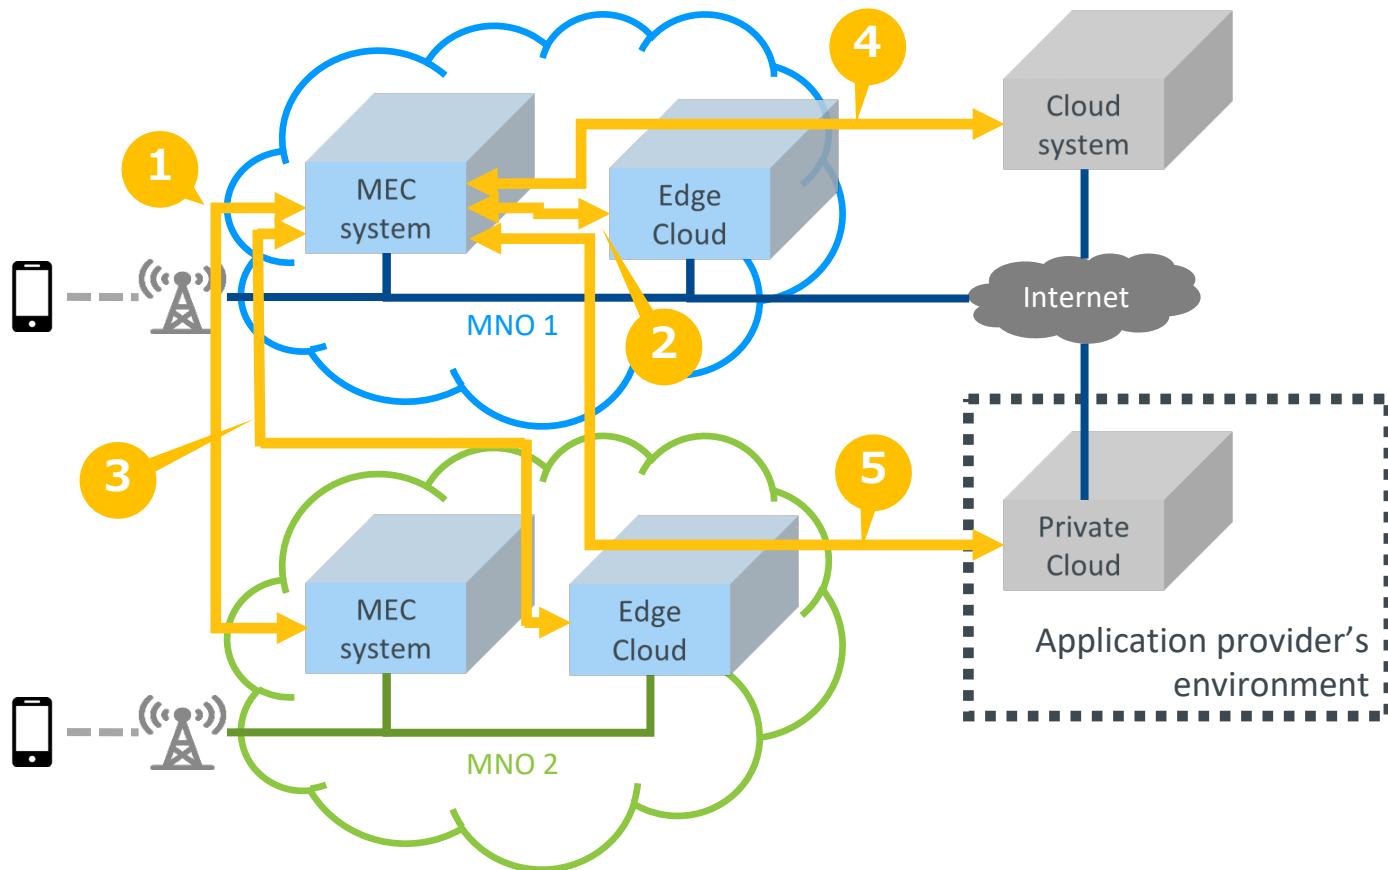 4
Cloud
system
1
MEC
system
Edge
Cloud
Internet
MNO 1
2
3
5
MEC
system
Edge
Cloud
Private
Cloud
Application provider’s
environment
MNO 2